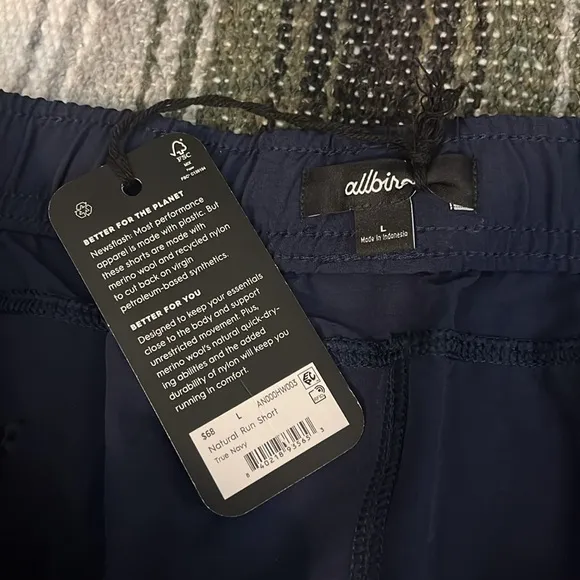 FSC
MIX
BETTER FOR THE PLANET
Newsflash: Most performance
apparel is made with plastic. But
these shorts are made with
merino wool and recycled nylon
to cut back on virgin
petroleum-based synthetics.
BETTER FOR YOU
Designed to keep your essentials
close to the body and support
unrestricted movement. Plus,
merino wool's natural quick-dry-
ing abilities and the added
durability of nylon will keep you
running in comfort.
$68 L AN000HW003
Natural Run Short
True Navy
allbir
L
Made in Indonesia